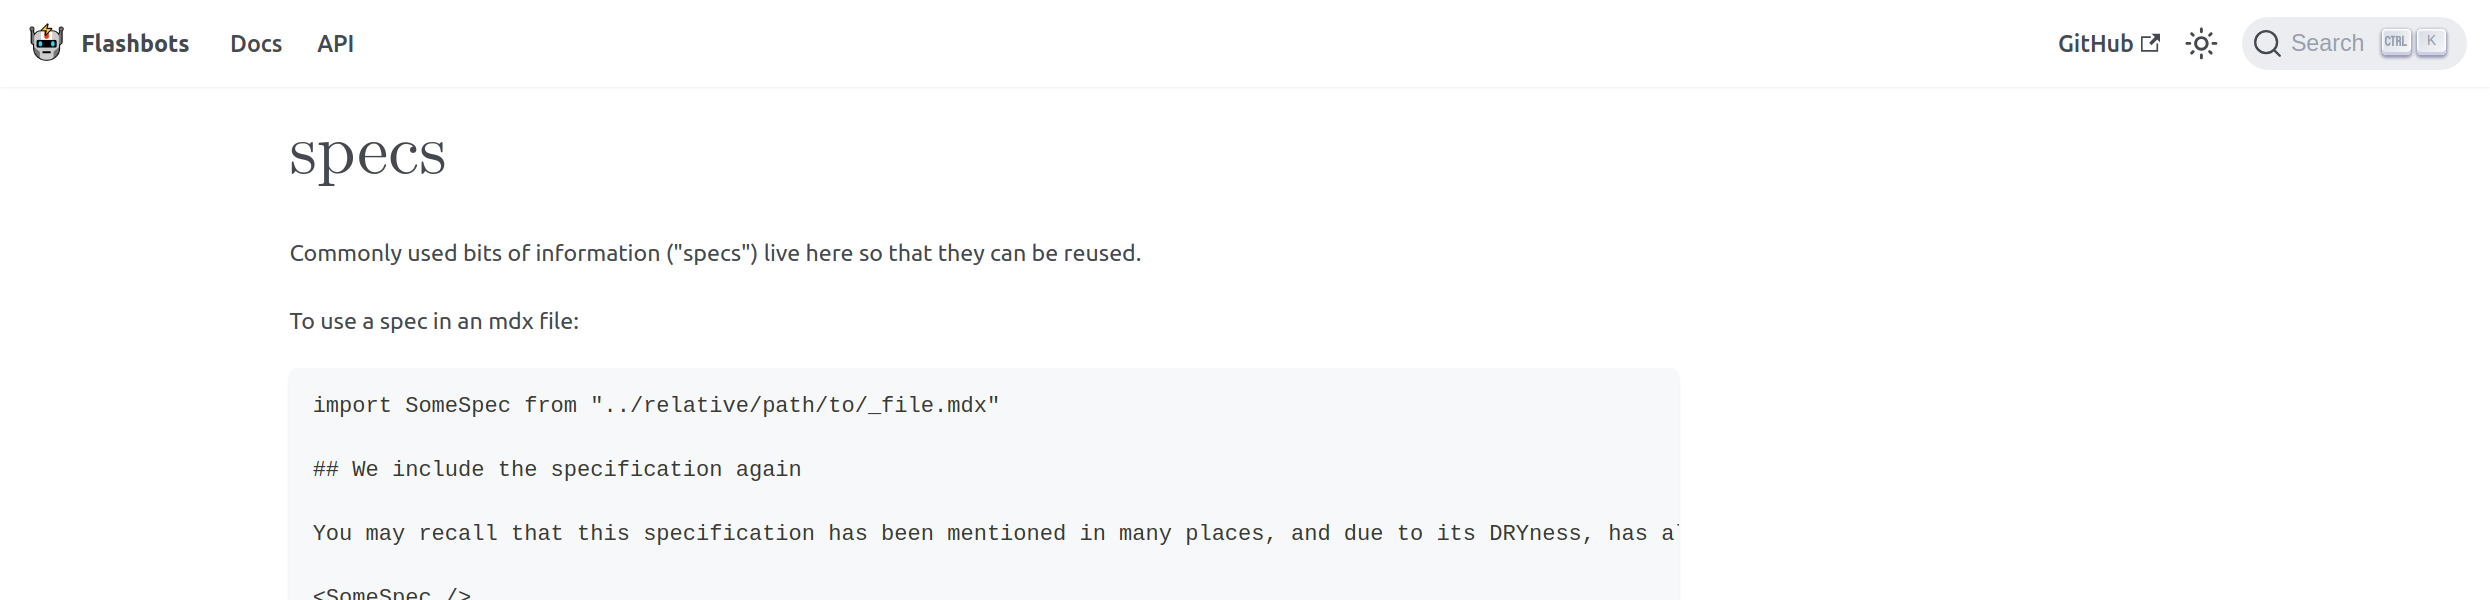 Flashbots Docs API GitHub Search CTRL K
specs
Commonly used bits of information ("specs") live here so that they can be reused.
To use a spec in an mdx file:
import SomeSpec from "../relative/path/to/_file.mdx"
## We include the specification again
You may recall that this specification has been mentioned in many places, and due to its DRYness, has
<SomeSpec />